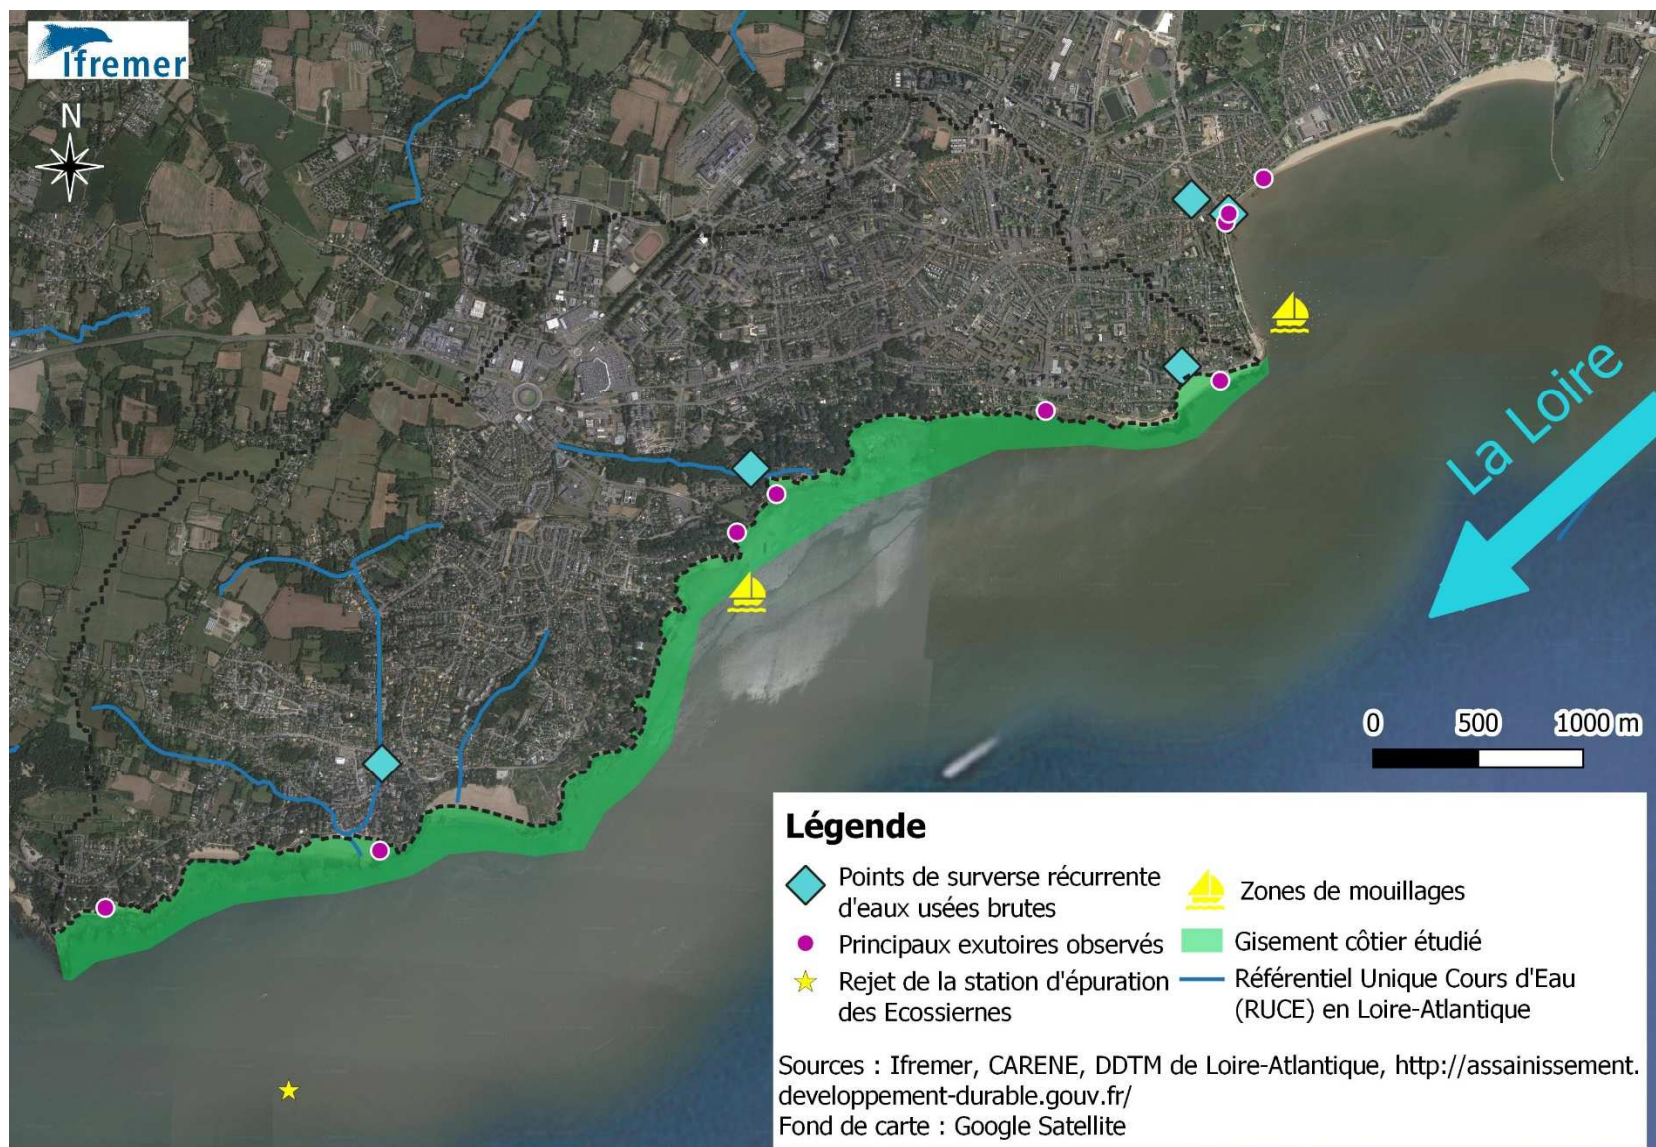 Ifremer
N
La Loire
0 500 1000 m
Légende
Points de surverse récurrente
d'eaux usées brutes
Principaux exutoires observés
Rejet de la station d'épuration
des Ecossiernes
Zones de mouillages
Gisement côtier étudié
Référentiel Unique Cours d'Eau
(RUCE) en Loire-Atlantique
Sources : Ifremer, CARENE, DDTM de Loire-Atlantique, http://assainissement.
developpement-durable.gouv.fr/
Fond de carte : Google Satellite